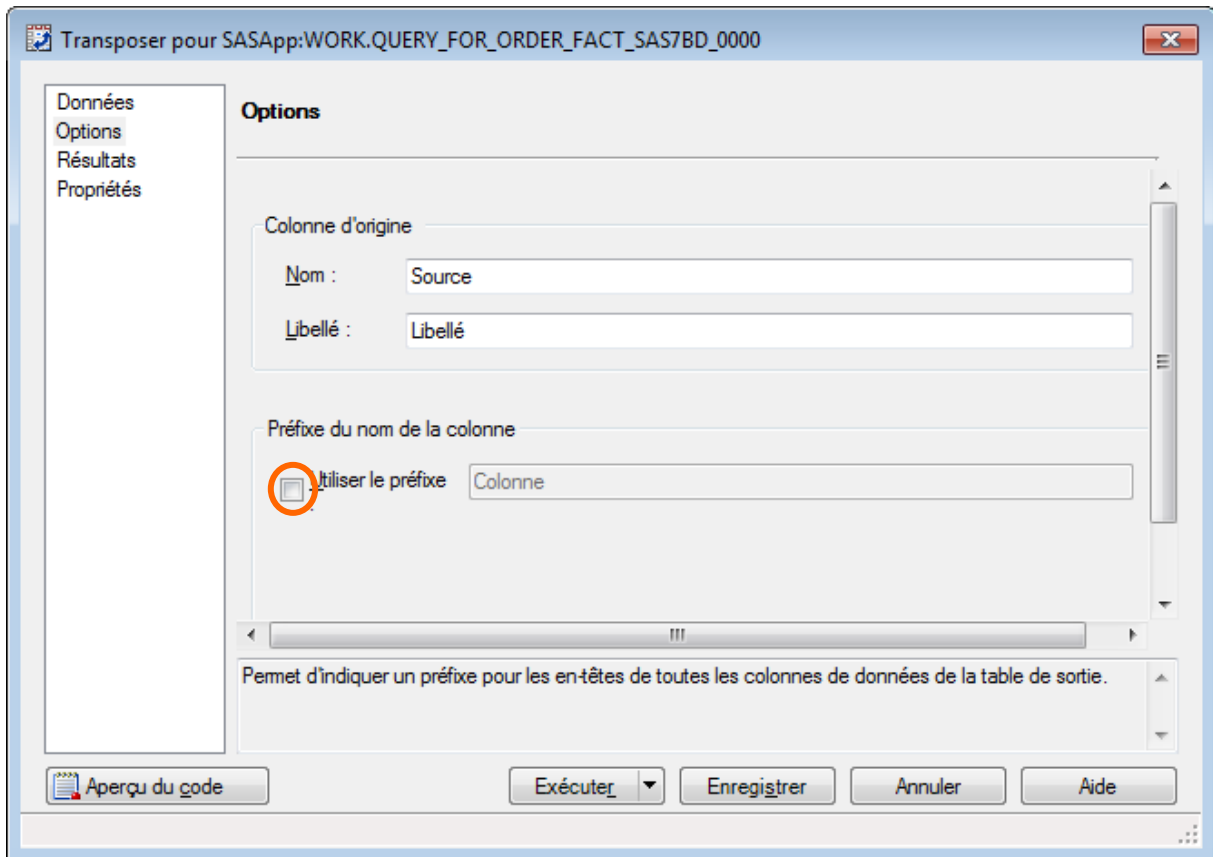 Transposer pour SASApp:WORK.QUERY_FOR_ORDER_FACT_SAS7BD_0000
Données
Options
Résultats
Propriétés
Options
Colonne d'origine
Nom :
Source
Libellé :
Libellé
Préfixe du nom de la colonne
Utiliser le préfixe
:
Colonne
Permet d'indiquer un préfixe pour les en-têtes de toutes les colonnes de données de la table de sortie.
Aperçu du code
Exécuter
Enregistrer
Annuler
Aide